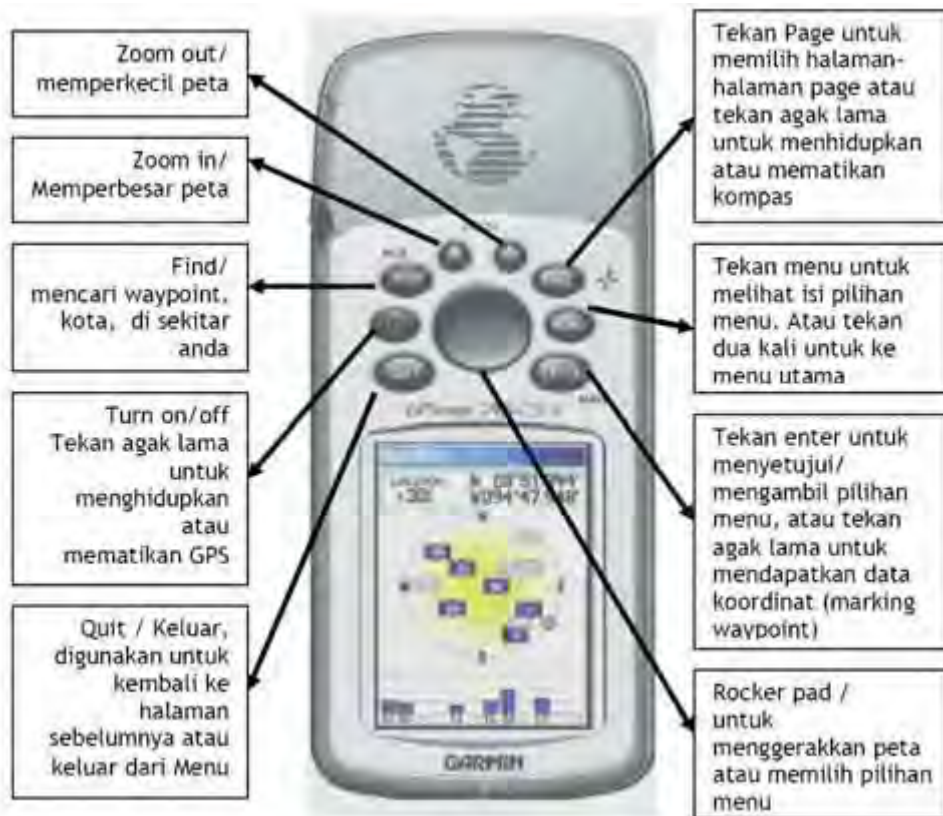 Zoom out/
memperkecil peta
Zoom in/
Memperbesar peta
Find/
mencari waypoint,
kota, di sekitar
anda
Turn on/off
Tekan agak lama
untuk
menghidupkan
atau
mematikan GPS
Quit / Keluar,
digunakan untuk
kembali ke
halaman
sebelumnya atau
keluar dari Menu
Tekan Page untuk
memilih halaman-
halaman page atau
tekan agak lama
untuk menhidupkan
atau mematikan
kompas
Tekan menu untuk
melihat isi pilihan
menu. Atau tekan
dua kali untuk ke
menu utama
Tekan enter untuk
menyetujui/
mengambil pilihan
menu, atau tekan
agak lama untuk
mendapatkan data
koordinat (marking
waypoint)
Rocker pad /
untuk
menggerakkan peta
atau memilih pilihan
menu
GARMIN